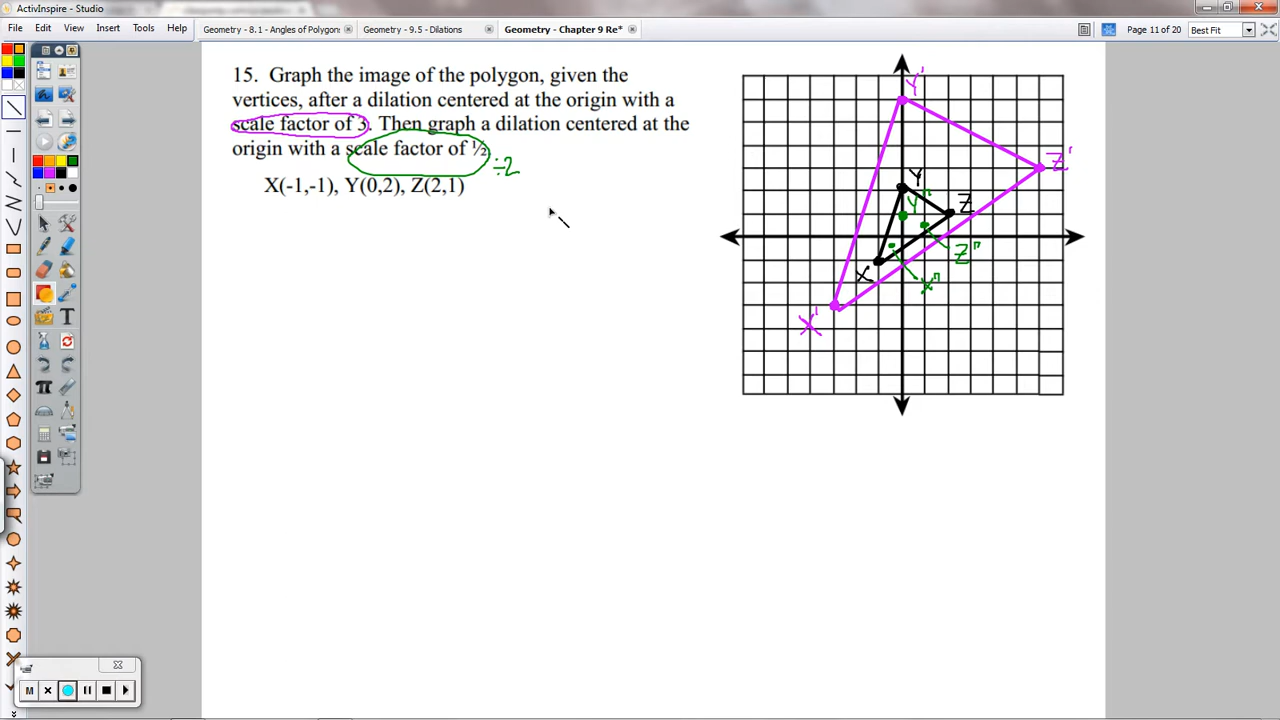 ActivInspire - Studio
File Edit View Insert Tools Help
Geometry - 8.1 - Angles of Polygons
Geometry - 9.5 - Dilations
Geometry - Chapter 9 Re*
Page 11 of 20
Best Fit
15. Graph the image of the polygon, given the
vertices, after a dilation centered at the origin with a
scale factor of 3. Then graph a dilation centered at the
origin with a scale factor of ½
÷2
X(-1,-1), Y(0,2), Z(2,1)
Y'
Z'
Y
Z
Y"
Z"
X
X"
X'
M